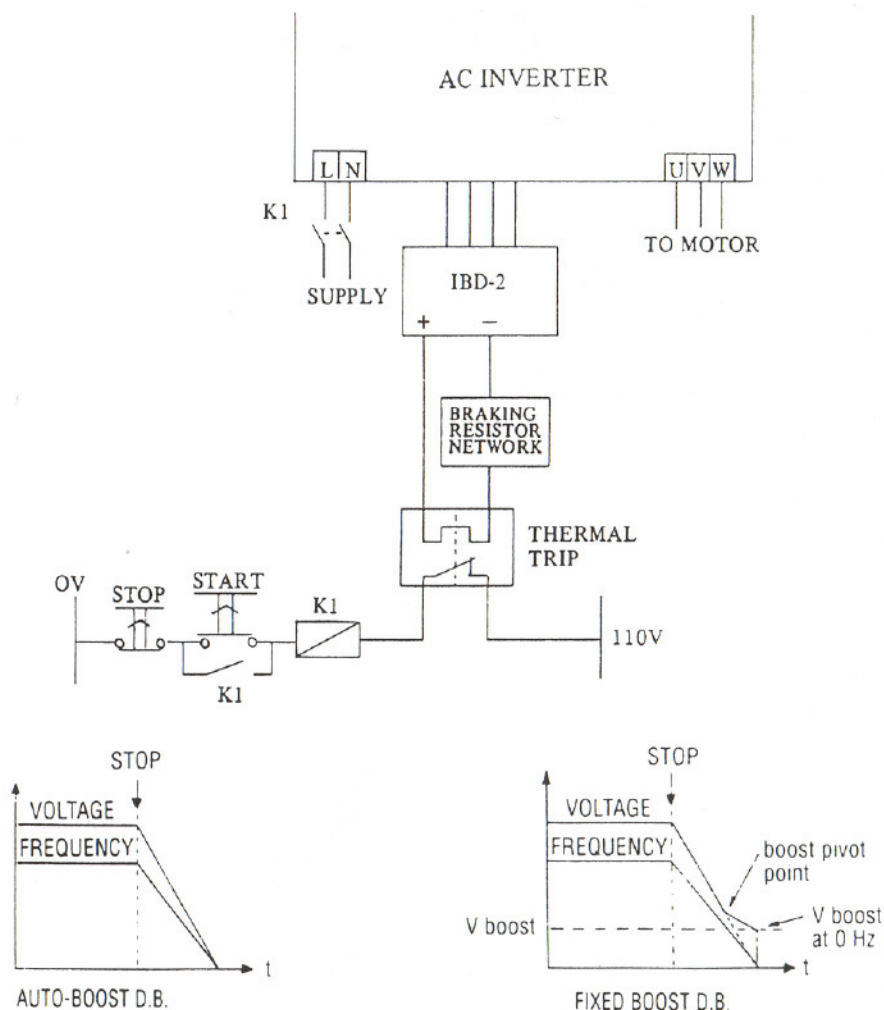 AC INVERTER
L N
U V W
K1
TO MOTOR
SUPPLY
IBD-2
+ −
BRAKING
RESISTOR
NETWORK
THERMAL
TRIP
OV
STOP
START
K1
110V
K1
STOP
VOLTAGE
FREQUENCY
t
AUTO-BOOST D.B.
STOP
VOLTAGE
FREQUENCY
boost pivot
point
V boost
V boost
at 0 Hz
t
FIXED BOOST D.B.